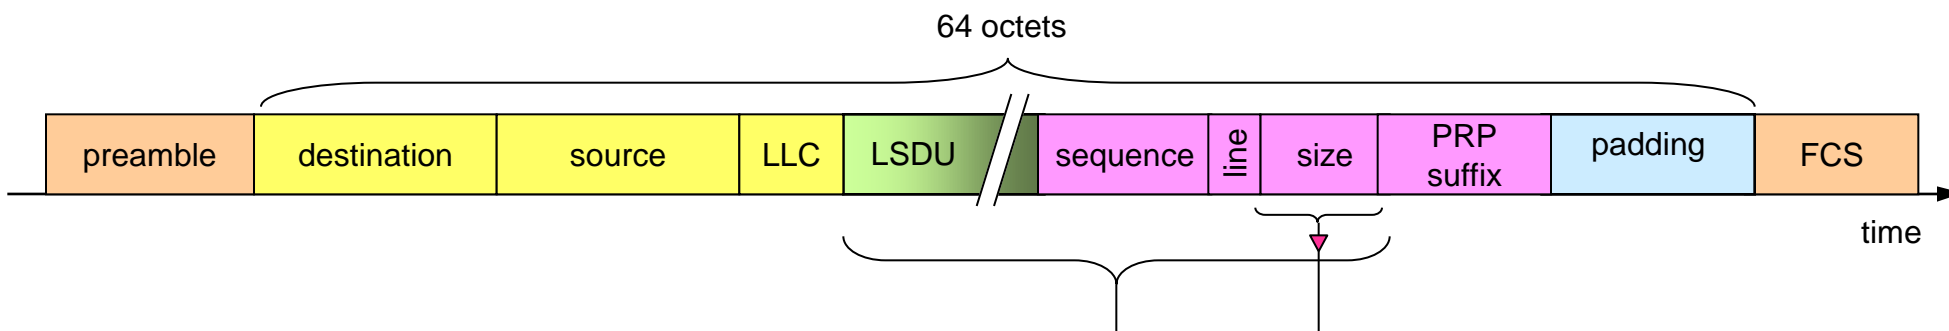 64 octets
preamble
destination
source
LLC
LSDU
sequence
line
size
PRP
suffix
padding
FCS
time